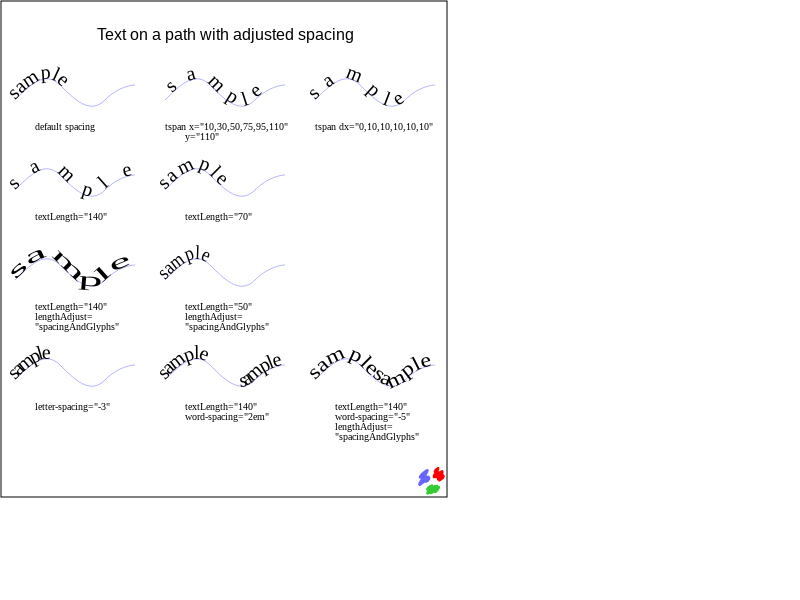 Text on a path with adjusted spacing
sample
sample
sample
default spacing
tspan x="10,30,50,75,95,110"
y="110"
tspan dx="0,10,10,10,10,10"
sample
sample
textLength="140"
textLength="70"
sample
sample
textLength="140"
lengthAdjust=
"spacingAndGlyphs"
textLength="50"
lengthAdjust=
"spacingAndGlyphs"
sample
sample sample
samplesample
letter-spacing="-3"
textLength="140"
word-spacing="2em"
textLength="140"
word-spacing="-5"
lengthAdjust=
"spacingAndGlyphs"